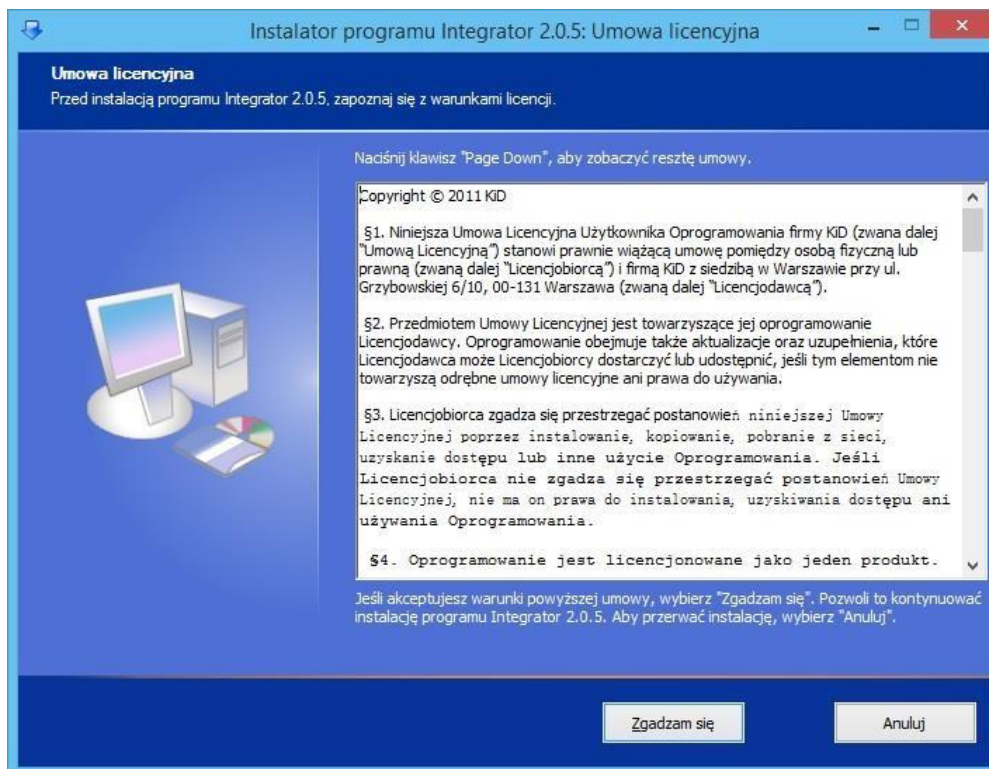 Instalator programu Integrator 2.0.5: Umowa licencyjna
Umowa licencyjna
Przed instalacją programu Integrator 2.0.5, zapoznaj się z warunkami licencji.
Naciśnij klawisz "Page Down", aby zobaczyć resztę umowy.
Copyright © 2011 KiD
§1. Niniejsza Umowa Licencyjna Użytkownika Oprogramowania firmy KiD (zwana dalej
"Umową Licencyjną") stanowi prawnie wiążącą umowę pomiędzy osobą fizyczną lub
prawną (zwaną dalej "Licencjobiorcą") i firmą KiD z siedzibą w Warszawie przy ul.
Grzybowskiej 6/10, 00-131 Warszawa (zwaną dalej "Licencjodawcą").
§2. Przedmiotem Umowy Licencyjnej jest towarzyszące jej oprogramowanie
Licencjodawcy. Oprogramowanie obejmuje także aktualizacje oraz uzupełnienia, które
Licencjodawca może Licencjobiorcy dostarczyć lub udostępnić, jeśli tym elementom nie
towarzyszą odrębne umowy licencyjne ani prawa do używania.
§3. Licencjobiorca zgadza się przestrzegać postanowień niniejszej Umowy
Licencyjnej poprzez instalowanie, kopiowanie, pobranie z sieci,
uzyskanie dostępu lub inne użycie Oprogramowania. Jeśli
Licencjobiorca nie zgadza się przestrzegać postanowień Umowy
Licencyjnej, nie ma on prawa do instalowania, uzyskiwania dostępu ani
używania Oprogramowania.
§4. Oprogramowanie jest licencjonowane jako jeden produkt.
Jeśli akceptujesz warunki powyższej umowy, wybierz "Zgadzam się". Pozwoli to kontynuować
instalację programu Integrator 2.0.5. Aby przerwać instalację, wybierz "Anuluj".
Zgadzam się
Anuluj